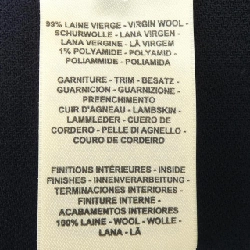 99% LAINE VIERGE - VIRGIN WOOL -
SCHURWOLLE - LANA VIRGEN -
LANA VERGINE - LÃ VIRGEM
1% POLYAMIDE - POLYAMID -
POLIAMMIDE - POLIAMIDA
GARNITURE - TRIM - BESATZ -
GUARNICION - GUARNIZIONE -
PREENCHIMENTO
CUIR D'AGNEAU - LAMBSKIN -
LAMMLEDER - CUERO DE
CORDERO - PELLE DI AGNELLO -
COURO DE CORDEIRO
FINITIONS INTÉRIEURES - INSIDE
FINISHES - INNENVERARBEITUNG -
TERMINACIONES INTERIORES -
FINITURE INTERNE -
ACABAMENTOS INTERIORES
100% LAINE - WOOL - WOLLE -
LANA - LÃ